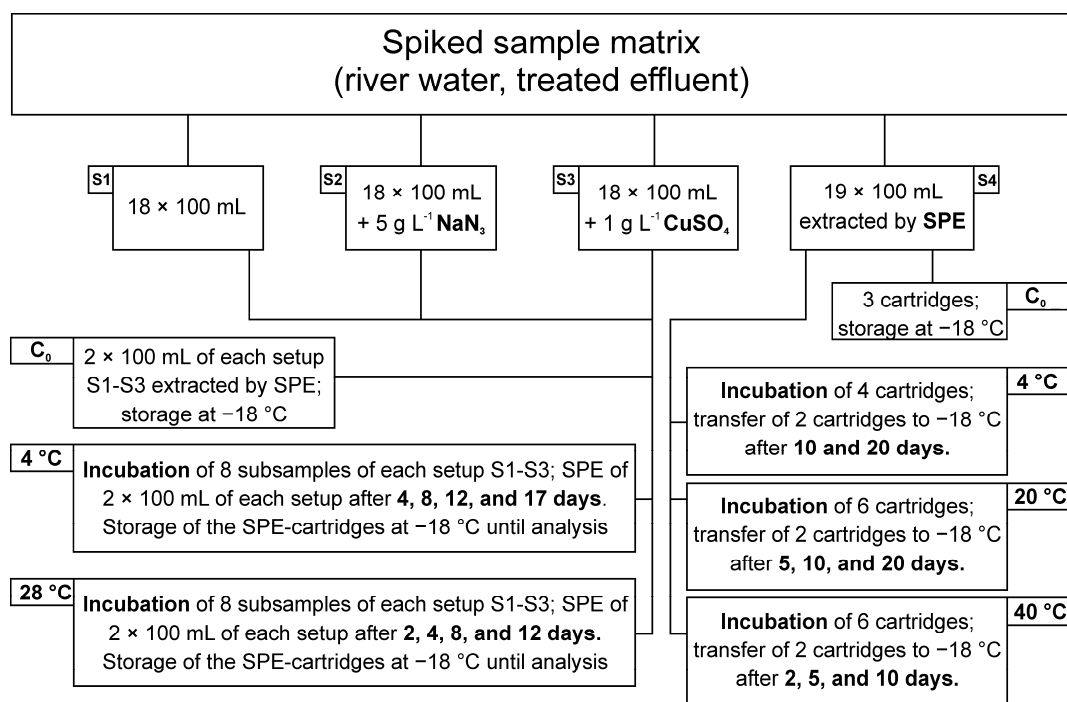 Spiked sample matrix
(river water, treated effluent)
S1
18 × 100 mL
S2
18 × 100 mL
+ 5 g L⁻¹ NaN₃
S3
18 × 100 mL
+ 1 g L⁻¹ CuSO₄
S4
19 × 100 mL
extracted by SPE
C₀
3 cartridges;
storage at −18 °C
C₀
2 × 100 mL of each setup
S1-S3 extracted by SPE;
storage at −18 °C
4 °C
Incubation of 8 subsamples of each setup S1-S3; SPE of
2 × 100 mL of each setup after 4, 8, 12, and 17 days.
Storage of the SPE-cartridges at −18 °C until analysis
28 °C
Incubation of 8 subsamples of each setup S1-S3; SPE of
2 × 100 mL of each setup after 2, 4, 8, and 12 days.
Storage of the SPE-cartridges at −18 °C until analysis
4 °C
Incubation of 4 cartridges;
transfer of 2 cartridges to −18 °C
after 10 and 20 days.
20 °C
Incubation of 6 cartridges;
transfer of 2 cartridges to −18 °C
after 5, 10, and 20 days.
40 °C
Incubation of 6 cartridges;
transfer of 2 cartridges to −18 °C
after 2, 5, and 10 days.